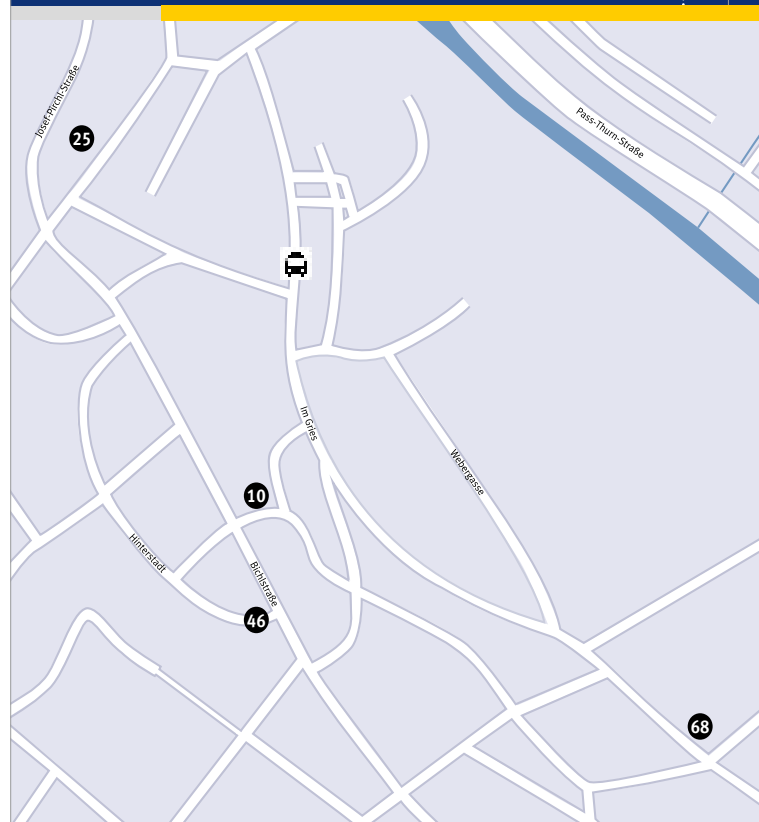 Josef-Pirchl-Straße
25
Pass-Thurn-Straße
Im Gries
Webergasse
10
Hinterstadt
Bichlstraße
46
68